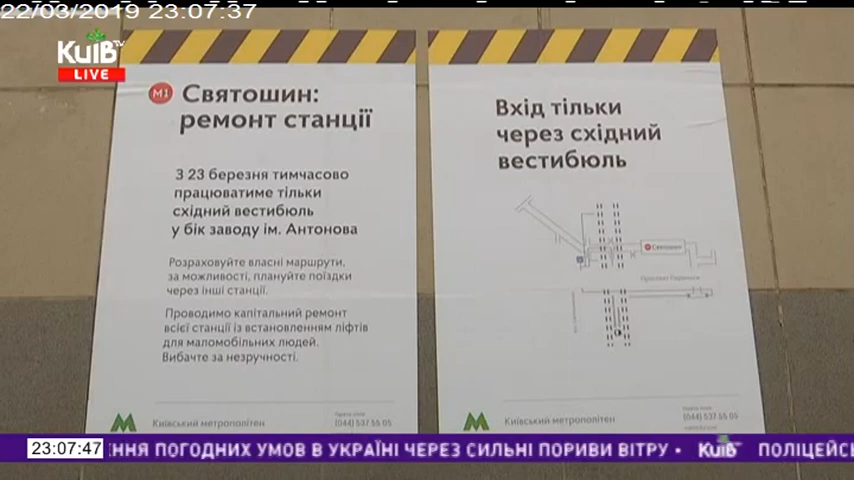 22/03/2019 23:07:37
КиїВ TV
LIVE
М1 Святошин:
ремонт станції
З 23 березня тимчасово
працюватиме тільки
східний вестибюль
у бік заводу ім. Антонова
Розраховуйте власні маршрути,
за можливості, плануйте поїздки
через інші станції.
Проводимо капітальний ремонт
всієї станції із встановленням ліфтів
для маломобільних людей.
Вибачте за незручності.
Київський метрополітен
(044) 537 55 05
Вхід тільки
через східний
вестибюль
Святошин
Київський метрополітен
(044) 537 55 05
23:07:47
ННЯ ПОГОДНИХ УМОВ В УКРАЇНІ ЧЕРЕЗ СИЛЬНІ ПОРИВИ ВІТРУ • КиїВ ПОЛІЦЕЙСЬ